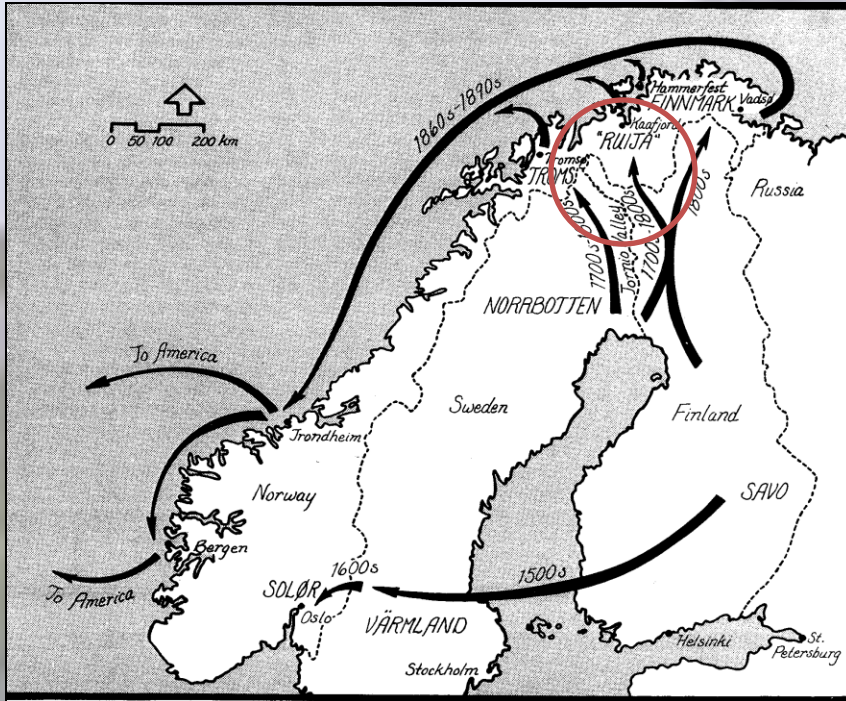 1860s-1890s
Hammerfest
FINNMARK
Vadsø
Kaafjord
"RUIJA"
Tromsø
TROMS
0 50 100 200 km
Russia
1800s
1700s-1800s
Tornio Valley
1700s-1800s
NORRBOTTEN
To America
Sweden
Finland
Trondheim
Norway
SAVO
Bergen
1600s
1500s
To America
SOLØR
Oslo
VÄRMLAND
Helsinki
St.
Petersburg
Stockholm